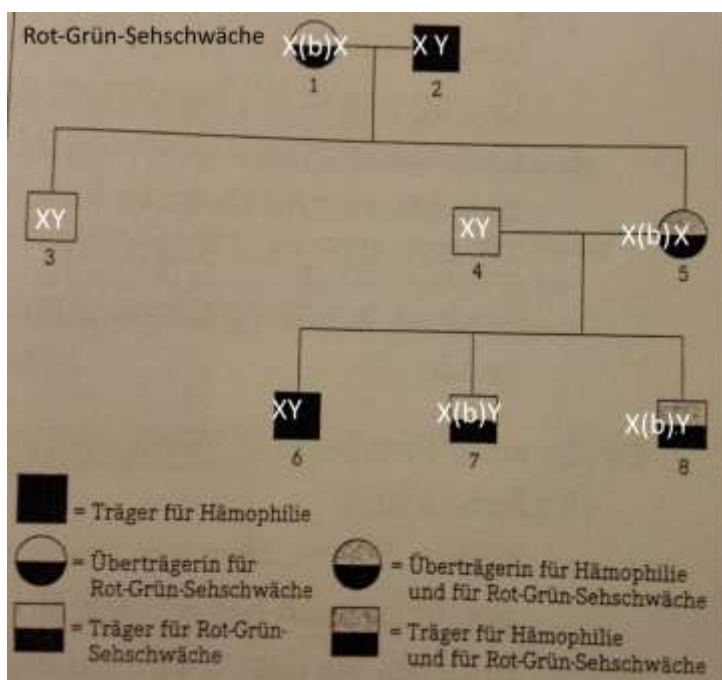 Rot-Grün-Sehschwäche
X(b)X
XY
1
2
XY
XY
X(b)X
3
4
5
XY
X(b)Y
X(b)Y
6
7
8
= Träger für Hämophilie
= Überträgerin für
Rot-Grün-Sehschwäche
= Träger für Rot-Grün-
Sehschwäche
= Überträgerin für Hämophilie
und für Rot-Grün-Sehschwäche
= Träger für Hämophilie
und für Rot-Grün-Sehschwäche